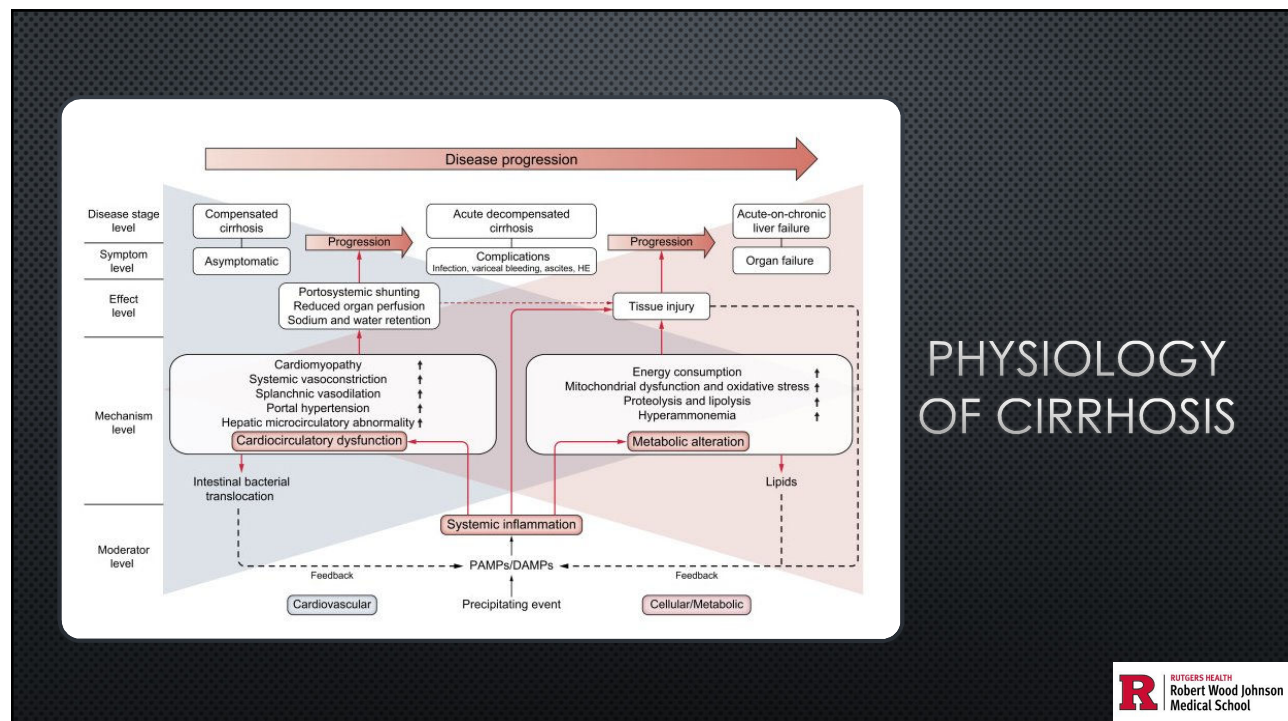 Disease progression
Disease stage
level
Compensated
cirrhosis
Acute decompensated
cirrhosis
Acute-on-chronic
liver failure
Progression
Progression
Symptom
level
Asymptomatic
Complications
Infection, variceal bleeding, ascites, HE
Organ failure
Effect
level
Portosystemic shunting
Reduced organ perfusion
Sodium and water retention
Tissue injury
Mechanism
level
Cardiomyopathy ↑
Systemic vasoconstriction ↑
Splanchnic vasodilation ↑
Portal hypertension ↑
Hepatic microcirculatory abnormality ↑
Cardiocirculatory dysfunction
Energy consumption ↑
Mitochondrial dysfunction and oxidative stress ↑
Proteolysis and lipolysis ↑
Hyperammonemia ↑
Metabolic alteration
Intestinal bacterial
translocation
Lipids
Systemic inflammation
Moderator
level
PAMPs/DAMPs
Feedback
Feedback
Cardiovascular
Precipitating event
Cellular/Metabolic
PHYSIOLOGY
OF CIRRHOSIS
R
RUTGERS HEALTH
Robert Wood Johnson
Medical School